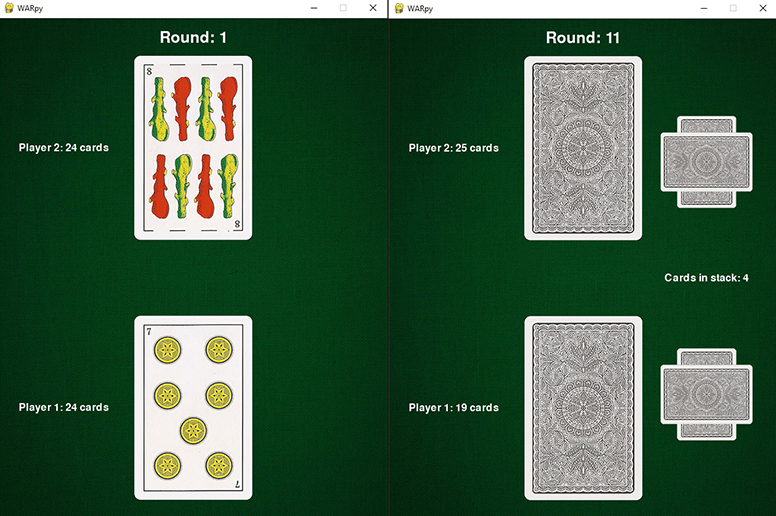 WARpy
Round: 1
8
Player 2: 24 cards
8
7
Player 1: 24 cards
7
WARpy
Round: 11
Player 2: 25 cards
Cards in stack: 4
Player 1: 19 cards